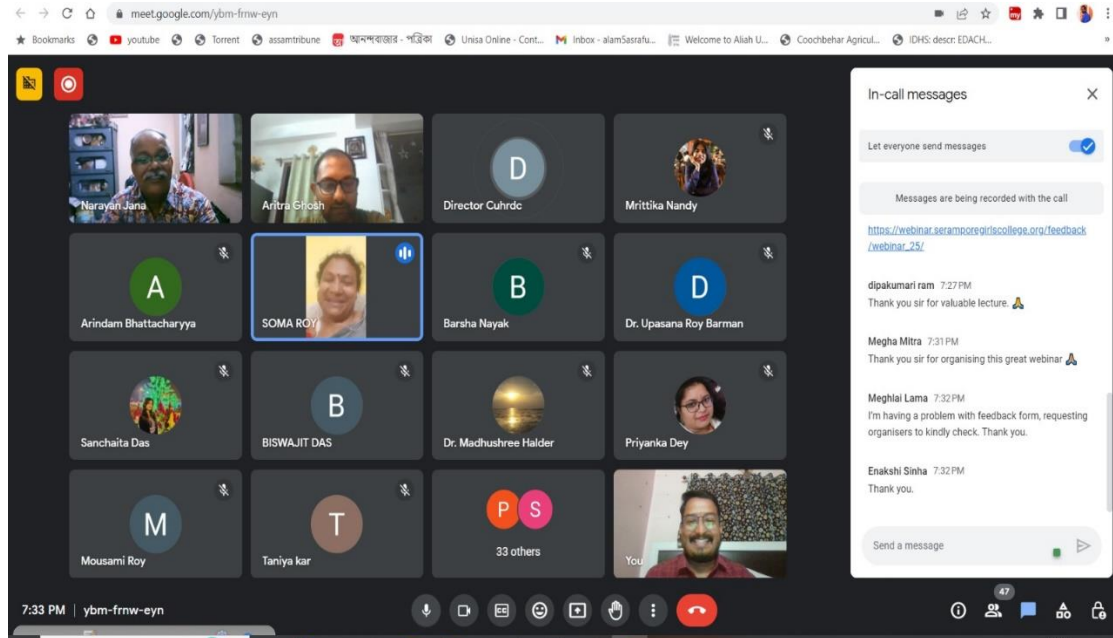 meet.google.com/ybm-frnw-eyn
Bookmarks youtube Torrent assamtribune আনন্দবাজার - পত্রিকা Unisa Online - Cont... Inbox - alam5asrafu... Welcome to Aliah U... Coochbehar Agricul... IDHS: descr: EDACH...
In-call messages
Let everyone send messages
Messages are being recorded with the call
https://webinar.seramporegirlscollege.org/feedback
/webinar_25/
dipakumari ram 7:27 PM
Thank you sir for valuable lecture.
Megha Mitra 7:31 PM
Thank you sir for organising this great webinar
Meghlai Lama 7:32 PM
I'm having a problem with feedback form, requesting
organisers to kindly check. Thank you.
Enakshi Sinha 7:32 PM
Thank you.
Send a message
Narayan Jana
Aritra Ghosh
D
Director Cuhrdc
Mrittika Nandy
A
Arindam Bhattacharyya
SOMA ROY
B
Barsha Nayak
D
Dr. Upasana Roy Barman
Sanchaita Das
B
BISWAJIT DAS
Dr. Madhushree Halder
Priyanka Dey
M
Mousami Roy
T
Taniya kar
P S
33 others
You
7:33 PM | ybm-frnw-eyn
CC
47